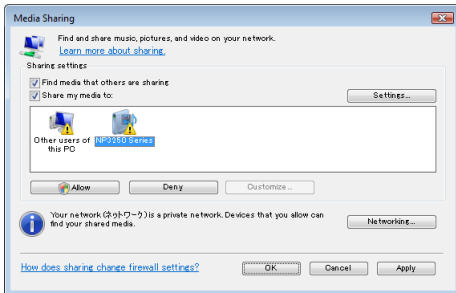 Media Sharing
Find and share music, pictures, and video on your network.
Learn more about sharing.
Sharing settings
Find media that others are sharing
Share my media to:
Settings...
Other users of
this PC
NP3250 Series
Allow
Deny
Customize...
Your network (ネットワーク) is a private network. Devices that you allow can
find your shared media.
Networking...
How does sharing change firewall settings?
OK
Cancel
Apply